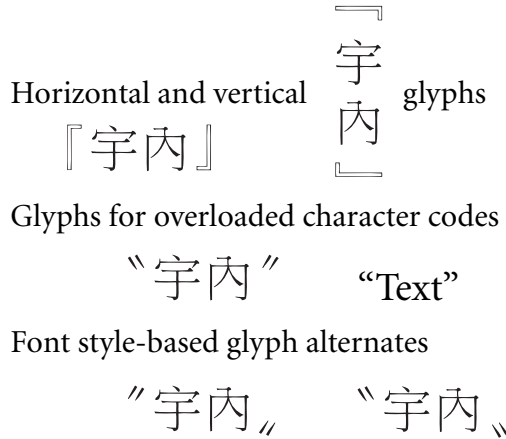 Horizontal and vertical 『宇內』 glyphs
『宇內』
Glyphs for overloaded character codes
〝宇內〞 “Text”
Font style-based glyph alternates
〞宇內〟 〝宇內〟